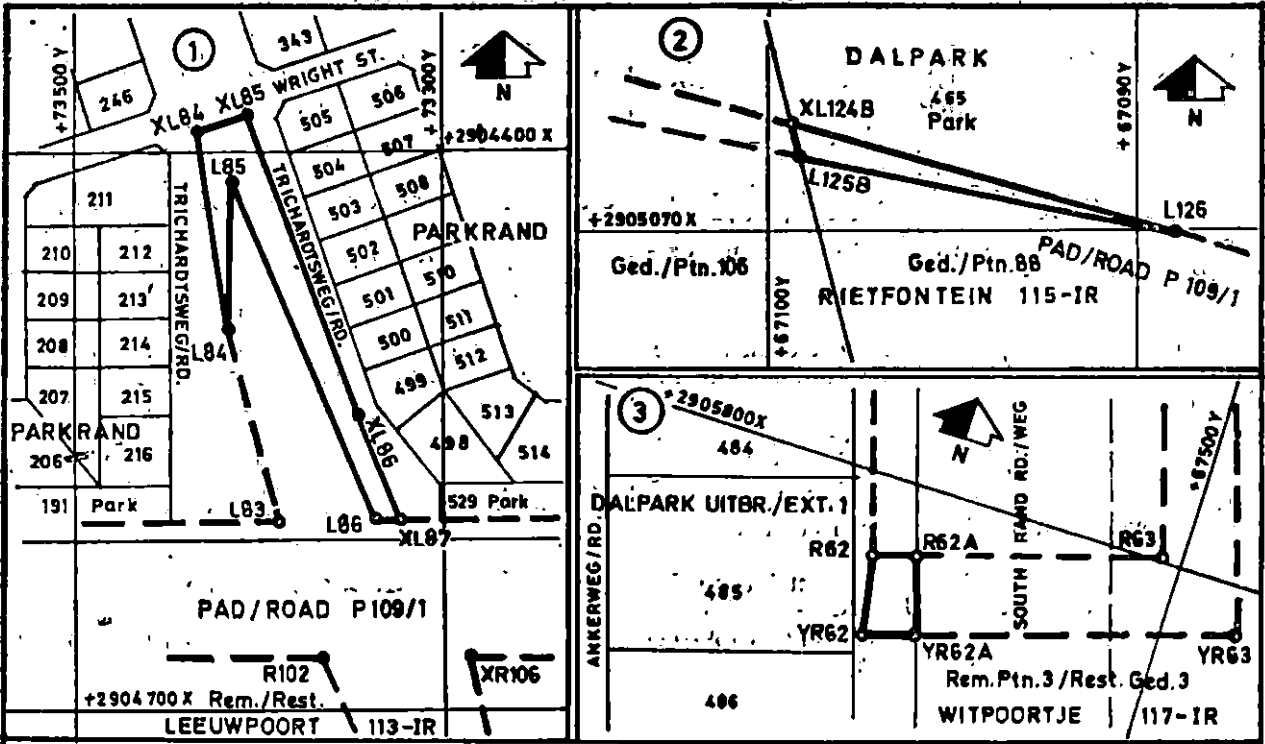 1
343
+73500 Y
246
WRIGHT ST.
XL84
XL85
+73300 Y
N
+2904400 X
505
506
504
507
L85
503
508
211
TRICHARDTSWEG/RD.
TRICHARDTSWEG/RD.
PARKRAND
210
212
502
510
209
213
501
511
208
214
L84
500
512
207
215
499
513
PARKRAND
XL86
498
514
206
216
191 Park
L83
L86
XL87
529 Park
PAD/ROAD P109/1
R102
XR106
+2904700 X Rem./Rest.
LEEUWPOORT 113-IR
2
DALPARK
465
Park
XL124B
L125B
+67090 Y
N
+2905070 X
L126
Ged./Ptn.106
Ged./Ptn.88
PAD/ROAD P 109/1
RIETFONTEIN 115-IR
+67100 Y
3
+2905800X
484
N
DALPARK UITBR./EXT.1
ANKERWEG/RD.
SOUTH RAND RD./WEG
+67500 Y
R62
R62A
R63
485
YR62
YR62A
YR63
Rem.Ptn.3/Rest. Ged.3
486
WITPOORTJE 117-IR